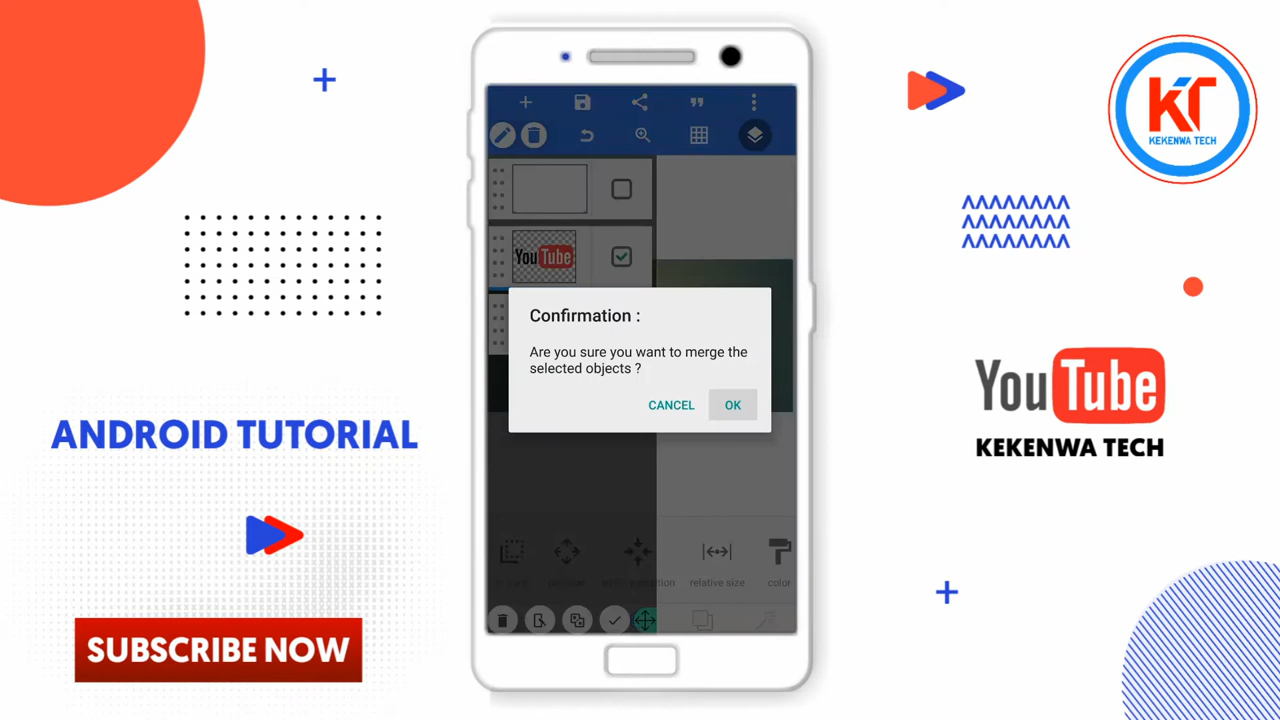 KT
KEKENWA TECH
YouTube
Confirmation :
Are you sure you want to merge the
selected objects ?
CANCEL
OK
relative size
color
ANDROID TUTORIAL
SUBSCRIBE NOW
YouTube
KEKENWA TECH